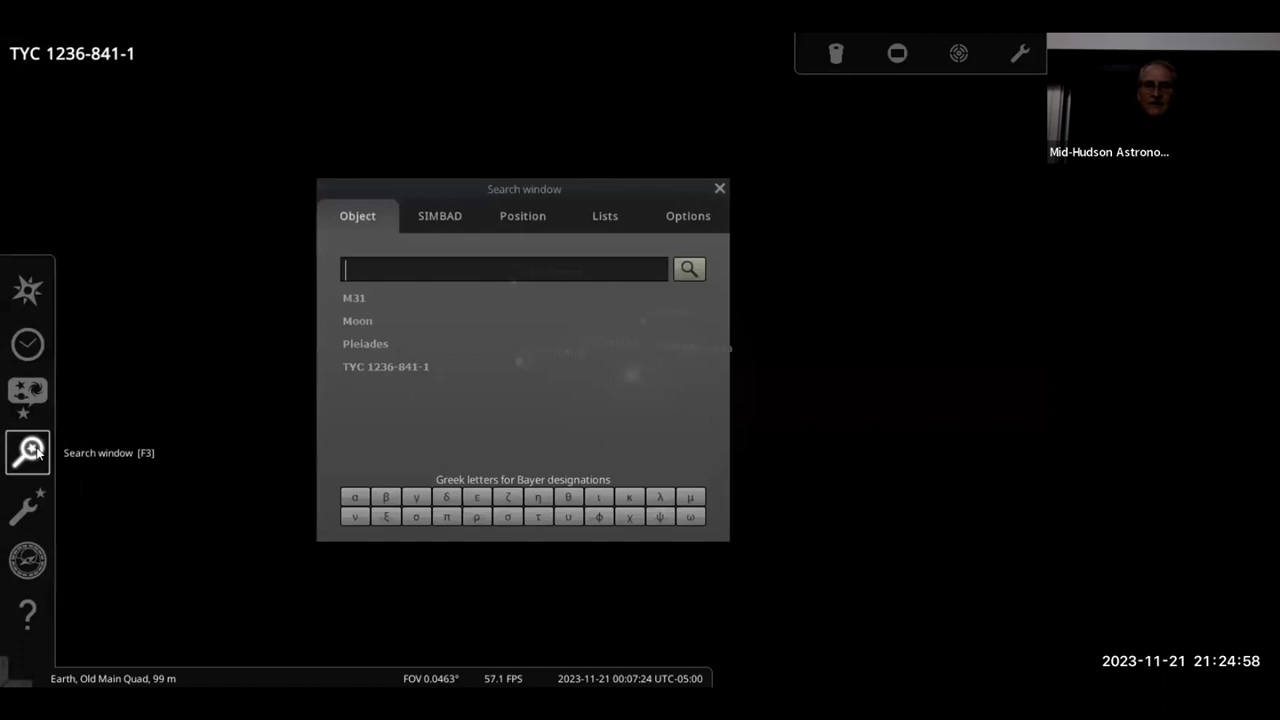 TYC 1236-841-1
Mid-Hudson Astrono...
Search window
Object
SIMBAD
Position
Lists
Options
M31
Moon
Pleiades
TYC 1236-841-1
Search window [F3]
Greek letters for Bayer designations
α β γ δ ε ζ η θ ι κ λ μ
ν ξ ο π ρ σ τ υ φ χ ψ ω
2023-11-21 21:24:58
Earth, Old Main Quad, 99 m
FOV 0.0463°
57.1 FPS
2023-11-21 00:07:24 UTC-05:00